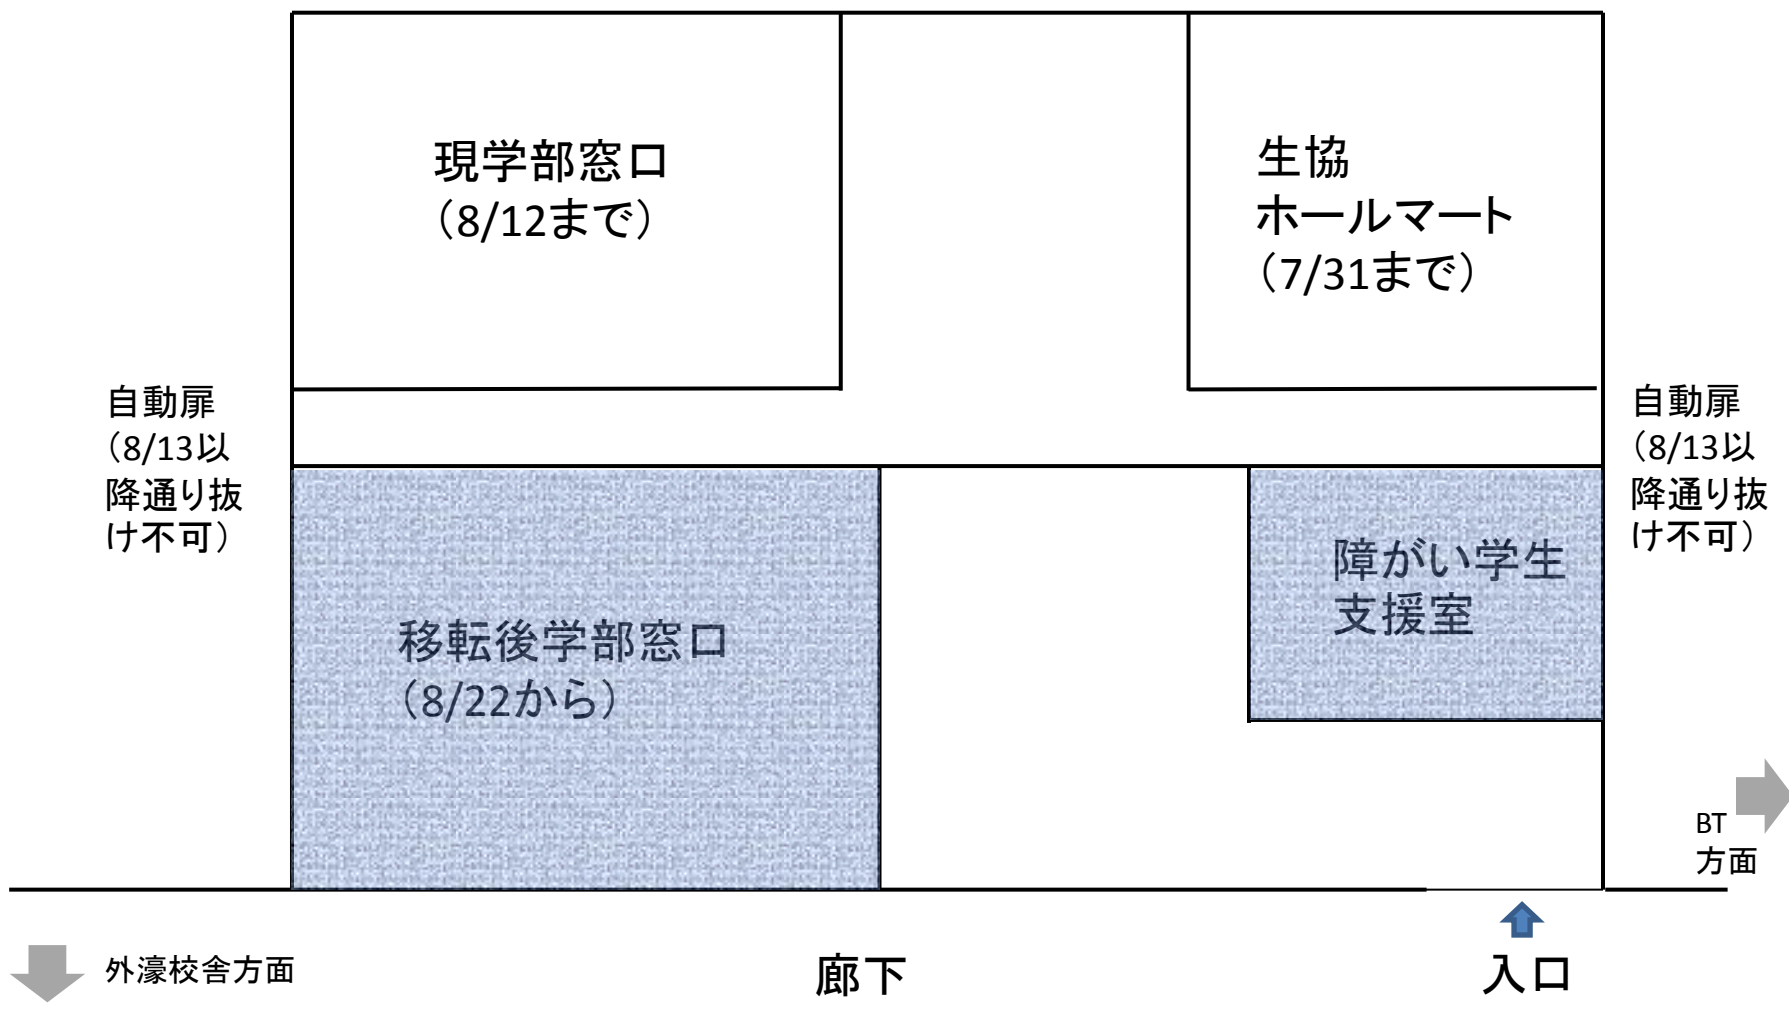 現学部窓口
（8/12まで）
生協
ホールマート
（7/31まで）
自動扉
（8/13以
降通り抜
け不可）
自動扉
（8/13以
降通り抜
け不可）
移転後学部窓口
（8/22から）
障がい学生
支援室
BT
方面
外濠校舎方面
廊下
入口